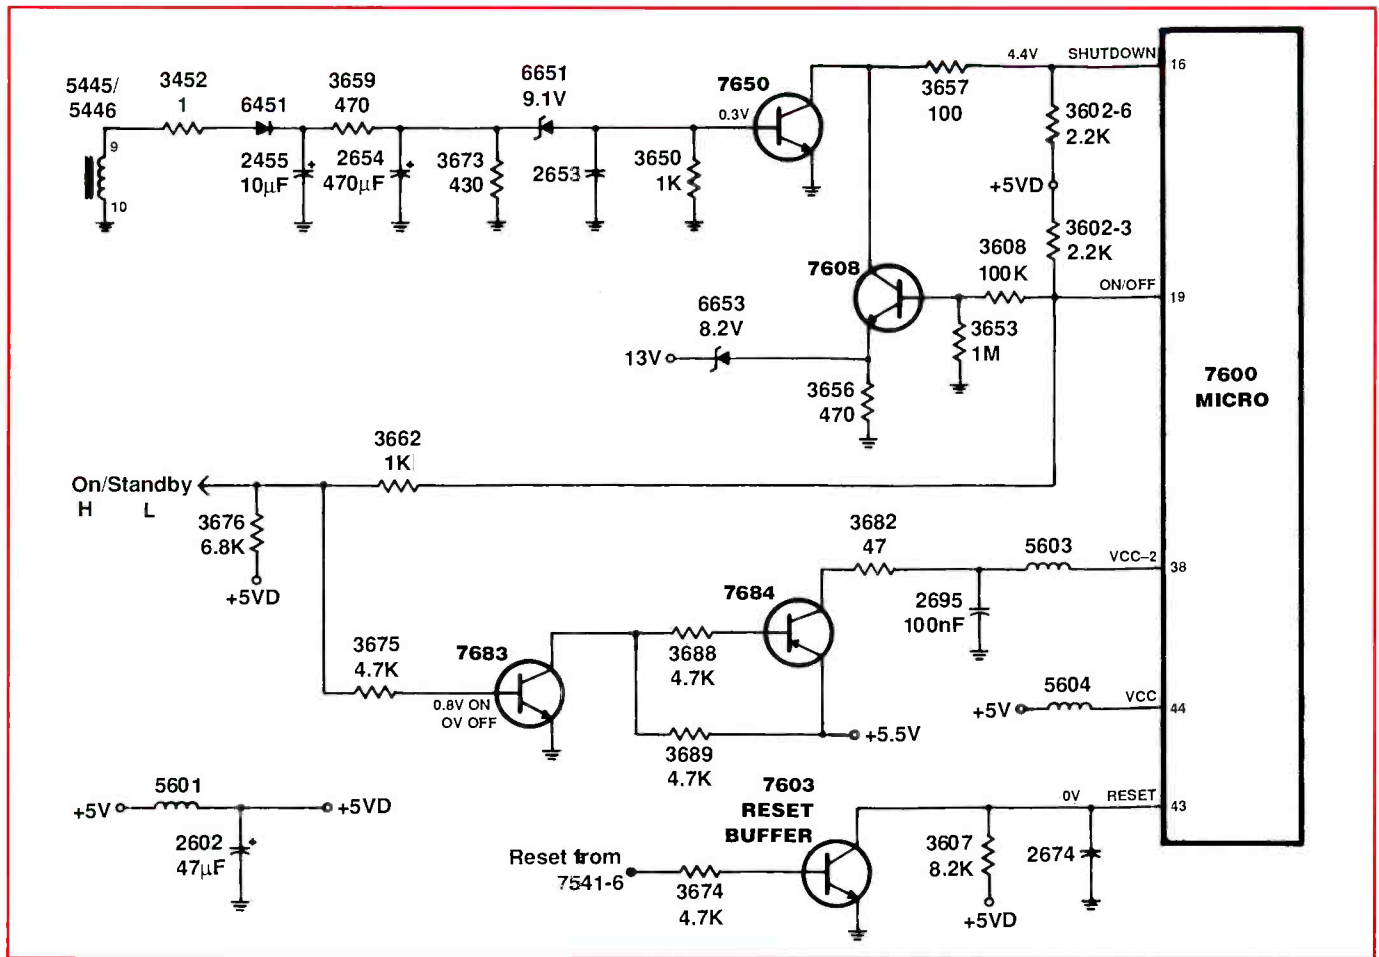 5445/
5446
9
10
3452
1
6451
2455
10µF
+
3659
470
2654
470µF
+
3673
430
6651
9.1V
2653
3650
1K
7650
0.3V
3657
100
4.4V
SHUTDOWN
16
3602-6
2.2K
+5VD
3602-3
2.2K
7608
3608
100K
ON/OFF
19
6653
8.2V
13V
3653
1M
3656
470
7600
MICRO
3662
1K
On/Standby
H L
3676
6.8K
+5VD
3682
47
5603
VCC–2
38
7684
2695
100nF
3675
4.7K
7683
0.8V ON
0V OFF
3688
4.7K
5604
VCC
+5V
44
+5.5V
3689
4.7K
5601
+5V
+5VD
2602
47µF
+
7603
RESET
BUFFER
0V
RESET
43
3607
8.2K
2674
+5VD
Reset from
7541-6
3674
4.7K